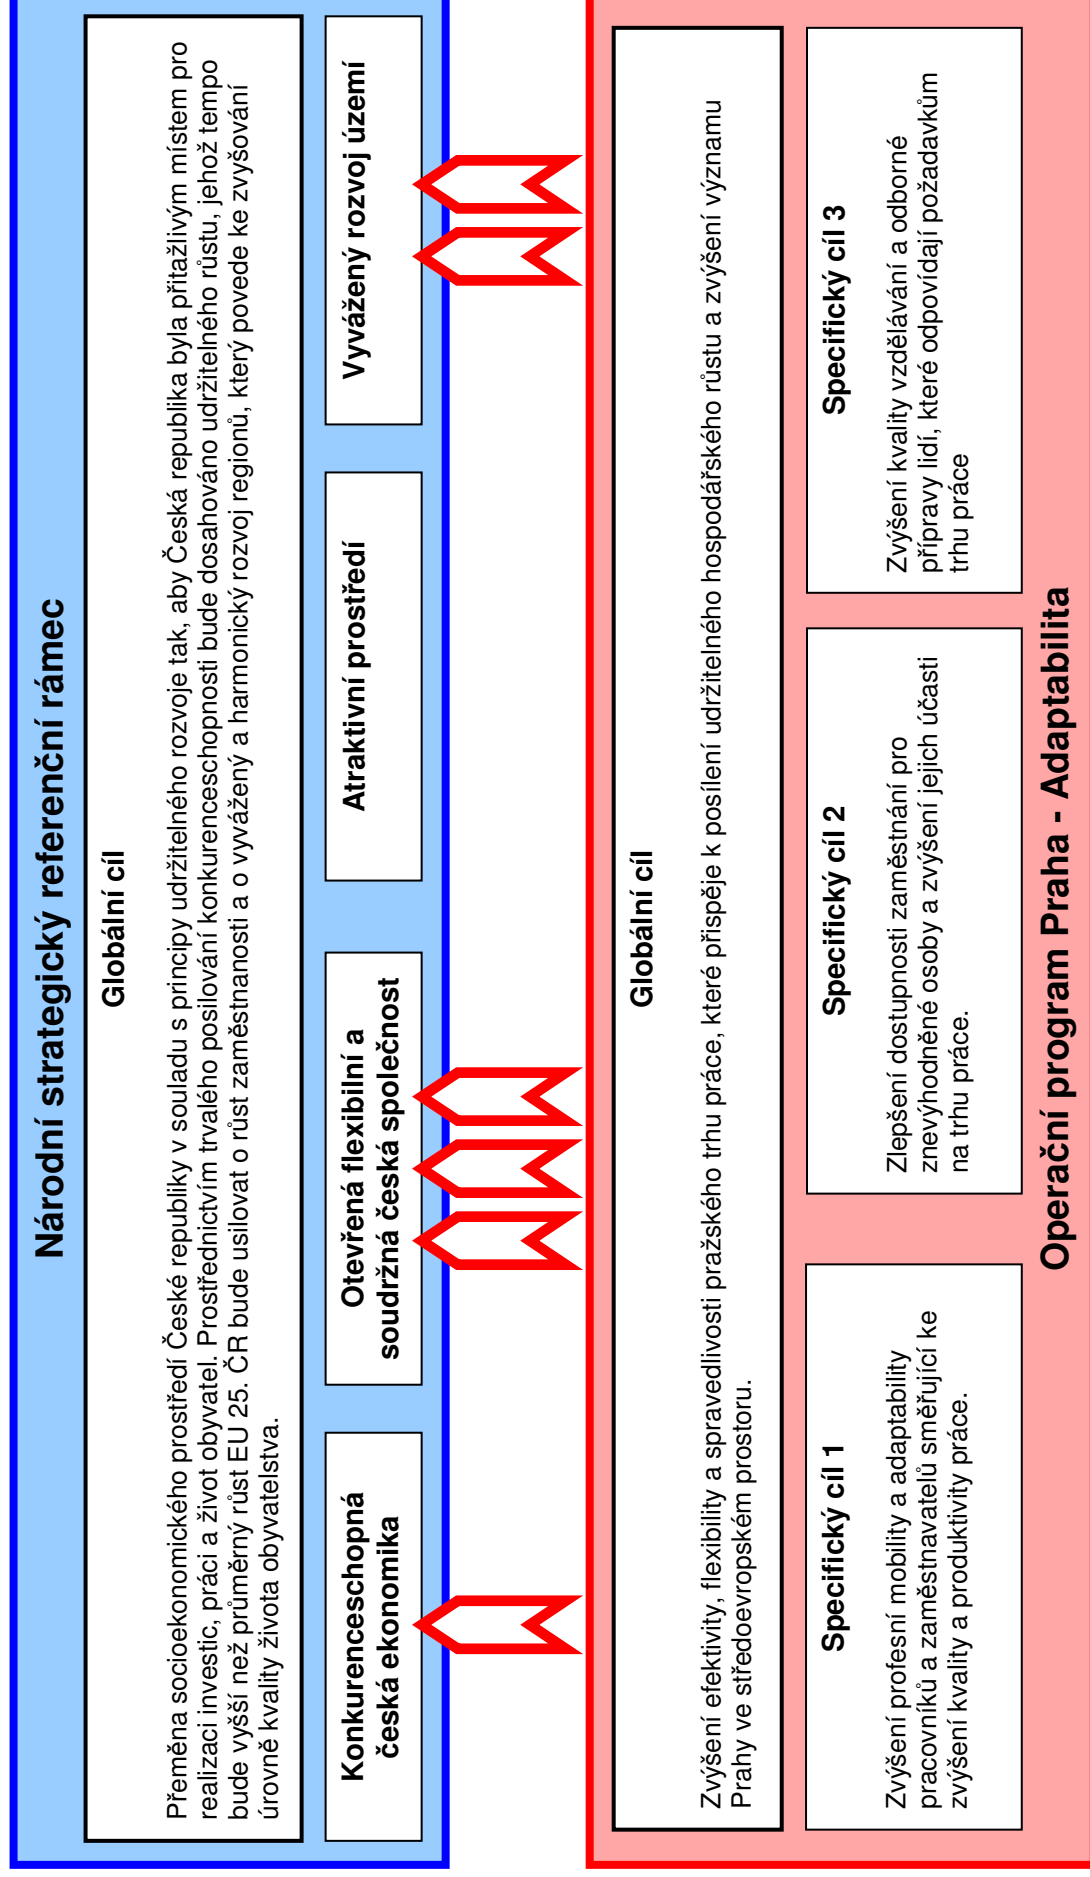 Národní strategický referenční rámec
Globální cíl
Přeměna socioekonomického prostředí České republiky v souladu s principy udržitelného rozvoje tak, aby Česká republika byla přitažlivým místem pro
realizaci investic, práci a život obyvatel. Prostřednictvím trvalého posilování konkurenceschopnosti bude dosahováno udržitelného růstu, jehož tempo
bude vyšší než průměrný růst EU 25. ČR bude usilovat o růst zaměstnanosti a o vyvážený a harmonický rozvoj regionů, který povede ke zvyšování
úrovně kvality života obyvatelstva.
Konkurenceschopná
česká ekonomika
Otevřená flexibilní a
soudržná česká společnost
Atraktivní prostředí
Vyvážený rozvoj území
Globální cíl
Zvýšení efektivity, flexibility a spravedlivosti pražského trhu práce, které přispěje k posílení udržitelného hospodářského růstu a zvýšení významu
Prahy ve středoevropském prostoru.
Specifický cíl 1
Zvýšení profesní mobility a adaptability
pracovníků a zaměstnavatelů směřující ke
zvýšení kvality a produktivity práce.
Specifický cíl 2
Zlepšení dostupnosti zaměstnání pro
znevýhodněné osoby a zvýšení jejich účasti
na trhu práce.
Specifický cíl 3
Zvýšení kvality vzdělávání a odborné
přípravy lidí, které odpovídají požadavkům
trhu práce
Operační program Praha - Adaptabilita